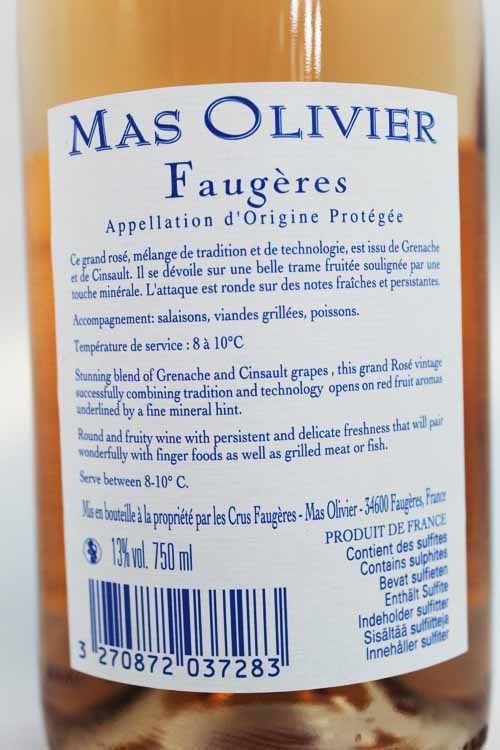 MAS OLIVIER
Faugères
Appellation d'Origine Protégée
Ce grand rosé, mélange de tradition et de technologie, est issu de Grenache
et de Cinsault. Il se dévoile sur une belle trame fruitée soulignée par une
touche minérale. L'attaque est ronde sur des notes fraîches et persistantes.
Accompagnement: salaisons, viandes grillées, poissons.
Température de service : 8 à 10°C
Stunning blend of Grenache and Cinsault grapes , this grand Rosé vintage
successfully combining tradition and technology opens on red fruit aromas
underlined by a fine mineral hint.
Round and fruity wine with persistent and delicate freshness that will pair
wonderfully with finger foods as well as grilled meat or fish.
Serve between 8-10° C.
Mis en bouteille à la propriété par les Crus Faugères - Mas Olivier - 34600 Faugères, France
PRODUIT DE FRANCE
13% vol. 750 ml
Contient des sulfites
Contains sulphites
Bevat sulfieten
Enthält Sulfite
Indeholder sulfitter
Sisältää sulfiitteja
Innehåller sulfiter
3 270872 037283